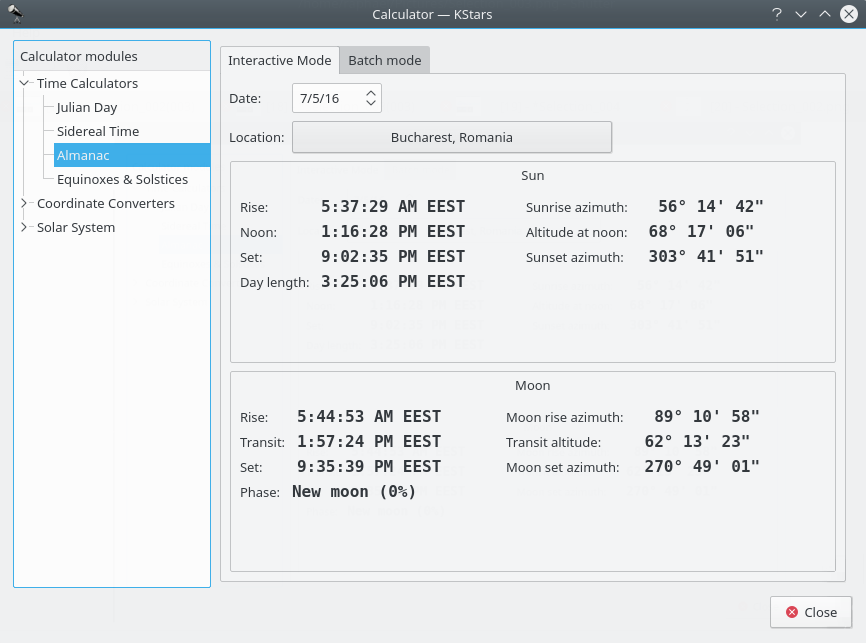 Calculator — KStars
Calculator modules
Time Calculators
Julian Day
Sidereal Time
Almanac
Equinoxes & Solstices
Coordinate Converters
Solar System
Interactive Mode Batch mode
Date: 7/5/16
Location: Bucharest, Romania
Sun
Rise: 5:37:29 AM EEST Sunrise azimuth: 56° 14' 42"
Noon: 1:16:28 PM EEST Altitude at noon: 68° 17' 06"
Set: 9:02:35 PM EEST Sunset azimuth: 303° 41' 51"
Day length: 3:25:06 PM EEST
Moon
Rise: 5:44:53 AM EEST Moon rise azimuth: 89° 10' 58"
Transit: 1:57:24 PM EEST Transit altitude: 62° 13' 23"
Set: 9:35:39 PM EEST Moon set azimuth: 270° 49' 01"
Phase: New moon (0%)
Close